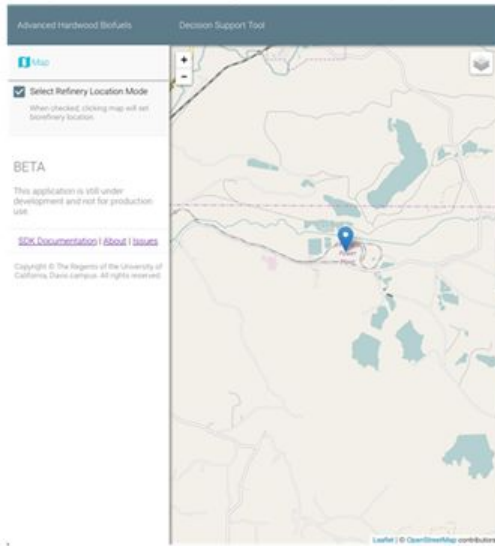 Advanced Hardwood Biofuels
Decision Support Tool
Map
Select Refinery Location Mode
When checked, clicking map will set
biorefinery location.
BETA
This application is still under
development and not for production
use.
SDK Documentation | About | Issues
Copyright © The Regents of the University of
California, Davis campus. All rights reserved.
+
-
Power
Plant
Leaflet | © OpenStreetMap contributors